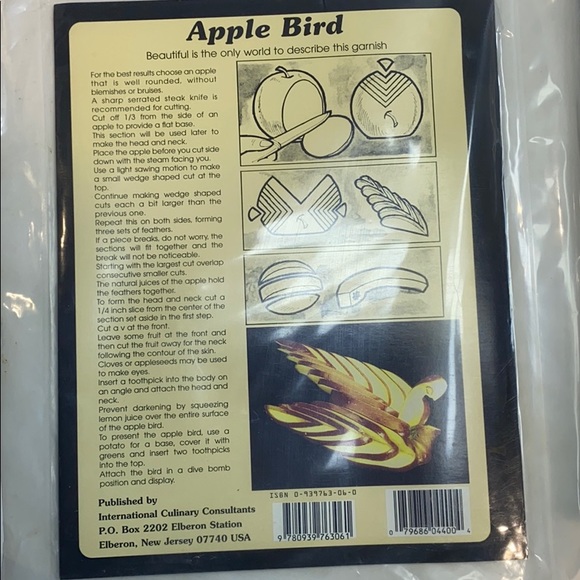 Apple Bird
Beautiful is the only world to describe this garnish
For the best results choose an apple
that is well rounded, without
blemishes or bruises.
A sharp serrated steak knife is
recommended for cutting.
Cut off 1/3 from the side of an
apple to provide a flat base.
This section will be used later to
make the head and neck.
Place the apple before you cut side
down with the steam facing you.
Use a light sawing motion to make
a small wedge shaped cut at the
top.
Continue making wedge shaped
cuts each a bit larger than the
previous one.
Repeat this on both sides, forming
three sets of feathers.
If a piece breaks, do not worry, the
sections will fit together and the
break will not be noticeable.
Starting with the largest cut overlap
consecutive smaller cuts.
The natural juices of the apple hold
the feathers together.
To form the head and neck cut a
1/4 inch slice from the center of the
section set aside in the first step.
Cut a v at the front.
Leave some fruit at the front and
then cut the fruit away for the neck
following the contour of the skin.
Cloves or appleseeds may be used
to make eyes.
Insert a toothpick into the body on
an angle and attach the head and
neck.
Prevent darkening by squeezing
lemon juice over the entire surface
of the apple bird.
To present the apple bird, use a
potato for a base, cover it with
greens and insert two toothpicks
into the top.
Attach the bird in a dive bomb
position and display.
Published by
International Culinary Consultants
P.O. Box 2202 Elberon Station
Elberon, New Jersey 07740 USA
ISBN 0-939763-06-0
9 780939 763061
0 79686 04400 4